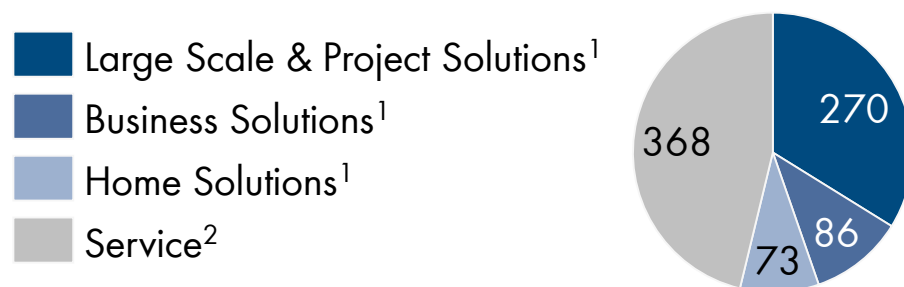 Large Scale & Project Solutions¹
Business Solutions¹
Home Solutions¹
Service²
270
368
86
73